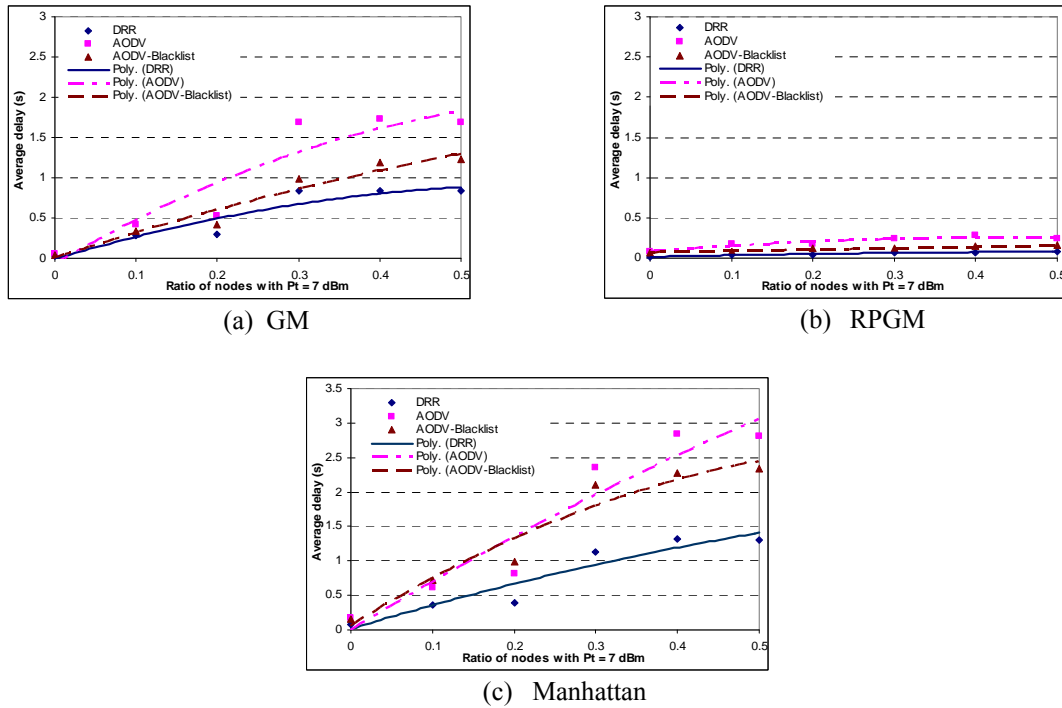 3
2.5
2
1.5
1
0.5
0
Average delay (s)
DRR
AODV
AODV-Blacklist
Poly. (DRR)
Poly. (AODV)
Poly. (AODV-Blacklist)
0 0.1 0.2 0.3 0.4 0.5
Ratio of nodes with Pt = 7 dBm
(a) GM
3
2.5
2
1.5
1
0.5
0
Average delay (s)
DRR
AODV
AODV-Blacklist
Poly. (DRR)
Poly. (AODV)
Poly. (AODV-Blacklist)
0 0.1 0.2 0.3 0.4 0.5
Ratio of nodes with Pt = 7 dBm
(b) RPGM
3.5
3
2.5
2
1.5
1
0.5
0
Average delay (s)
DRR
AODV
AODV-Blacklist
Poly. (DRR)
Poly. (AODV)
Poly. (AODV-Blacklist)
0 0.1 0.2 0.3 0.4 0.5
Ratio of nodes with Pt = 7 dBm
(c) Manhattan